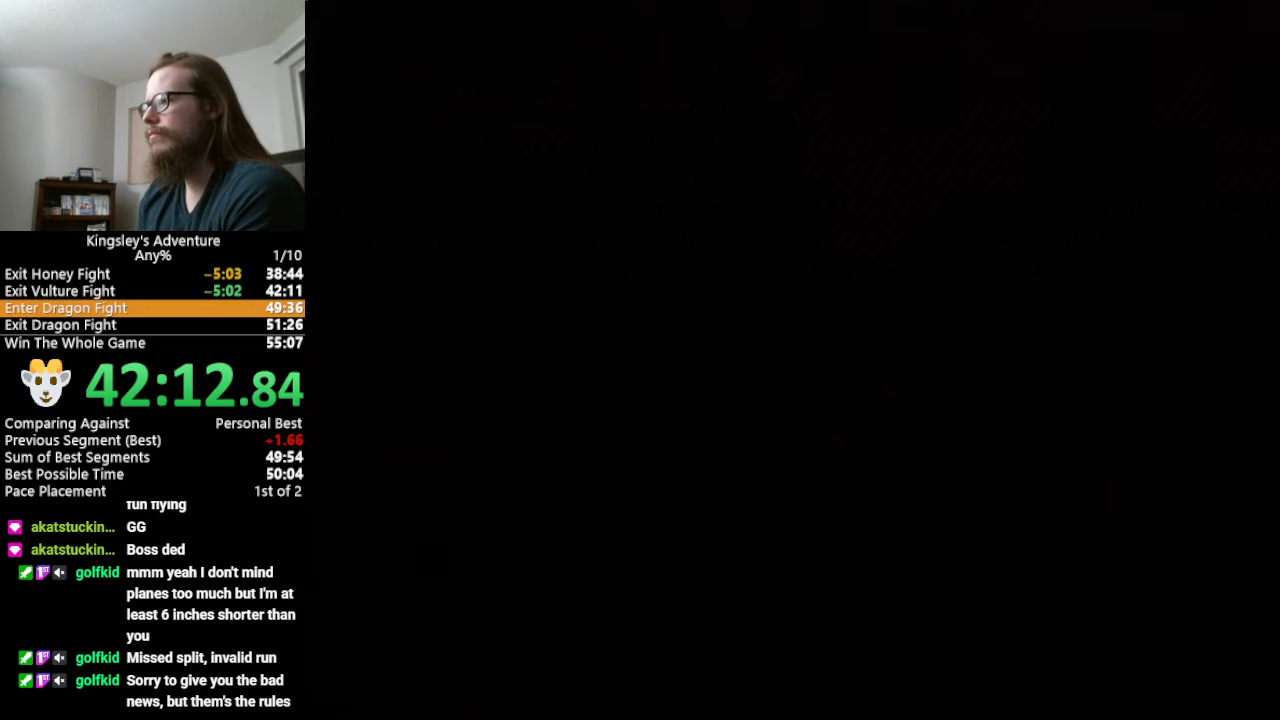 Kingsley's Adventure
Any% 1/10
Exit Honey Fight −5:03 38:44
Exit Vulture Fight −5:02 42:11
Enter Dragon Fight 49:36
Exit Dragon Fight 51:26
Win The Whole Game 55:07
42:12.84
Comparing Against Personal Best
Previous Segment (Best) +1.66
Sum of Best Segments 49:54
Best Possible Time 50:04
Pace Placement 1st of 2
fun flying
akatstuckin... GG
akatstuckin... Boss ded
1ST golfkid mmm yeah I don't mind
planes too much but I'm at
least 6 inches shorter than
you
1ST golfkid Missed split, invalid run
1ST golfkid Sorry to give you the bad
news, but them's the rules